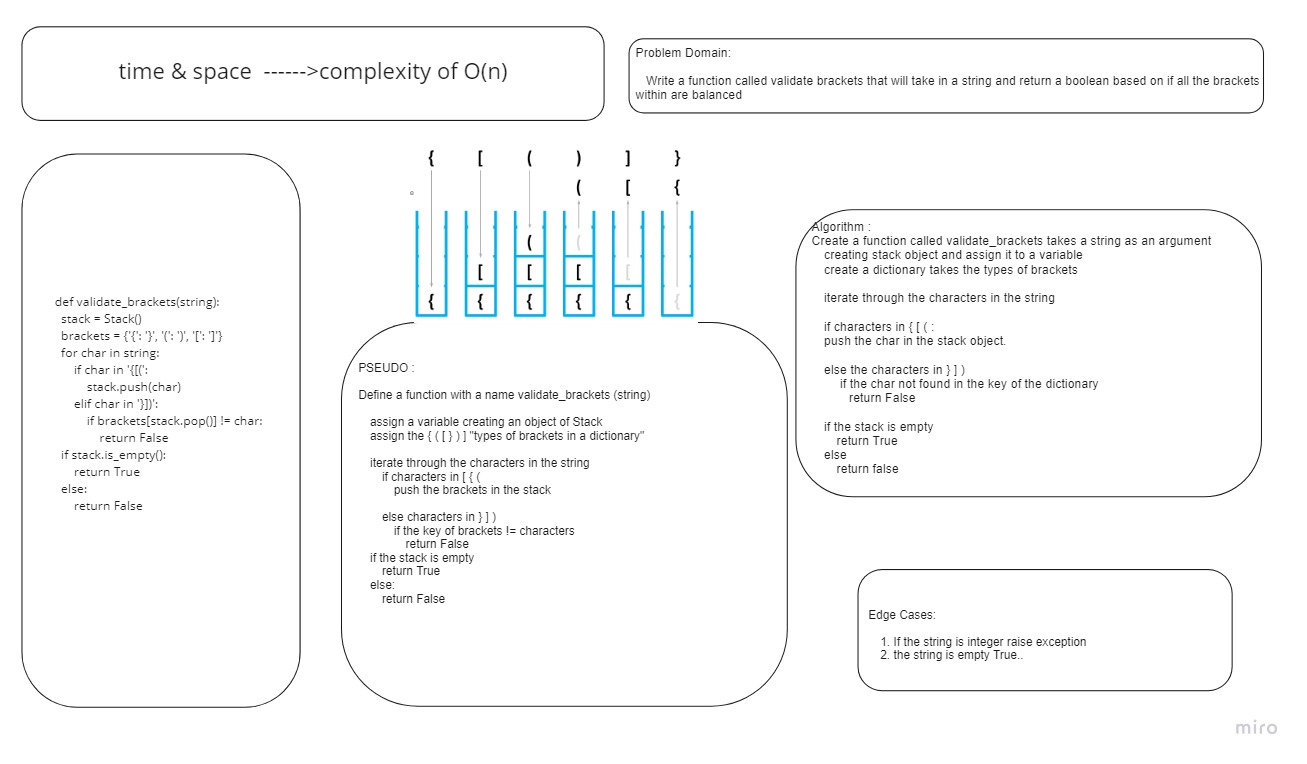 time & space ------>complexity of O(n)
Problem Domain:
Write a function called validate brackets that will take in a string and return a boolean based on if all the brackets
within are balanced
{ [ ( ) ] }
( [ {
( (
[ [ [ [
{ { { { { {
def validate_brackets(string):
stack = Stack()
brackets = {'{': '}', '(': ')', '[': ']'}
for char in string:
if char in '{[(':
stack.push(char)
elif char in '}])':
if brackets[stack.pop()] != char:
return False
if stack.is_empty():
return True
else:
return False
PSEUDO :
Define a function with a name validate_brackets (string)
assign a variable creating an object of Stack
assign the { ( [ } ) ] "types of brackets in a dictionary"
iterate through the characters in the string
if characters in [ { (
push the brackets in the stack
else characters in } ] )
if the key of brackets != characters
return False
if the stack is empty
return True
else:
return False
Algorithm :
Create a function called validate_brackets takes a string as an argument
creating stack object and assign it to a variable
create a dictionary takes the types of brackets
iterate through the characters in the string
if characters in { [ ( :
push the char in the stack object.
else the characters in } ] )
if the char not found in the key of the dictionary
return False
if the stack is empty
return True
else
return false
Edge Cases:
1. If the string is integer raise exception
2. the string is empty True..
miro